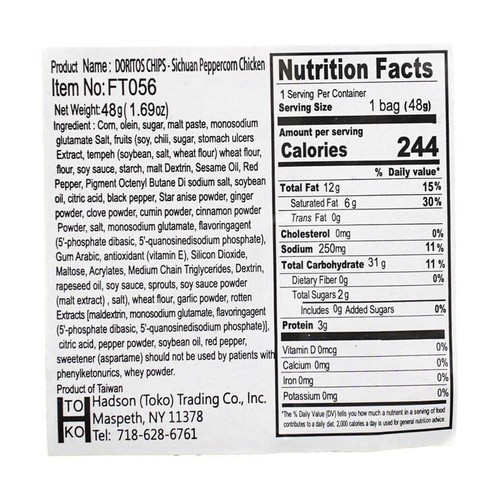 Product Name : DORITOS CHIPS - Sichuan Peppercorn Chicken
Item No: FT056
Net Weight:48g(1.69oz)
Ingredient : Corn, olein, sugar, malt paste, monosodium
glutamate Salt, fruits (soy, chili, sugar, stomach ulcers
Extract, tempeh (soybean, salt, wheat flour) wheat flour,
flour, soy sauce, starch, malt Dextrin, Sesame Oil, Red
Pepper, Pigment Octenyl Butane Di sodium salt, soybean
oil, citric acid, black pepper, Star anise powder, ginger
powder, clove powder, cumin powder, cinnamon powder
Powder, salt, monosodium glutamate, flavoringagent
(5'-phosphate dibasic, 5'-quanosinedisodium phosphate),
Gum Arabic, antioxidant (vitamin E), Silicon Dioxide,
Maltose, Acrylates, Medium Chain Triglycerides, Dextrin,
rapeseed oil, soy sauce, sprouts, soy sauce powder
(malt extract) , salt), wheat flour, garlic powder, rotten
Extracts [maldextrin, monosodium glutamate, flavoringagent
(5'-phosphate dibasic, 5'-quanosinedisodium phosphate)],
citric acid, pepper powder, soybean oil, red pepper,
sweetener (aspartame) should not be used by patients with
phenylketonurics, whey powder.
Product of Taiwan
TO
KO
Hadson (Toko) Trading Co., Inc.
Maspeth, NY 11378
Tel: 718-628-6761
Nutrition Facts
1 Serving Per Container
Serving Size 1 bag (48g)
Amount per serving
Calories 244
% Daily value*
Total Fat 12g 15%
Saturated Fat 6g 30%
Trans Fat 0g
Cholesterol 0mg 0%
Sodium 250mg 11%
Total Carbohydrate 31g 11%
Dietary Fiber 0g 0%
Total Sugars 2g
Includes 0g Added Sugars 0%
Protein 3g
Vitamin D 0mcg 0%
Calcium 0mg 0%
Iron 0mg 0%
Potassium 0mg 0%
*The % Daily Value (DV) tells you how much a nutrient in a serving of food
contributes to a daily diet. 2,000 calories a day is used for general nutrition advice.